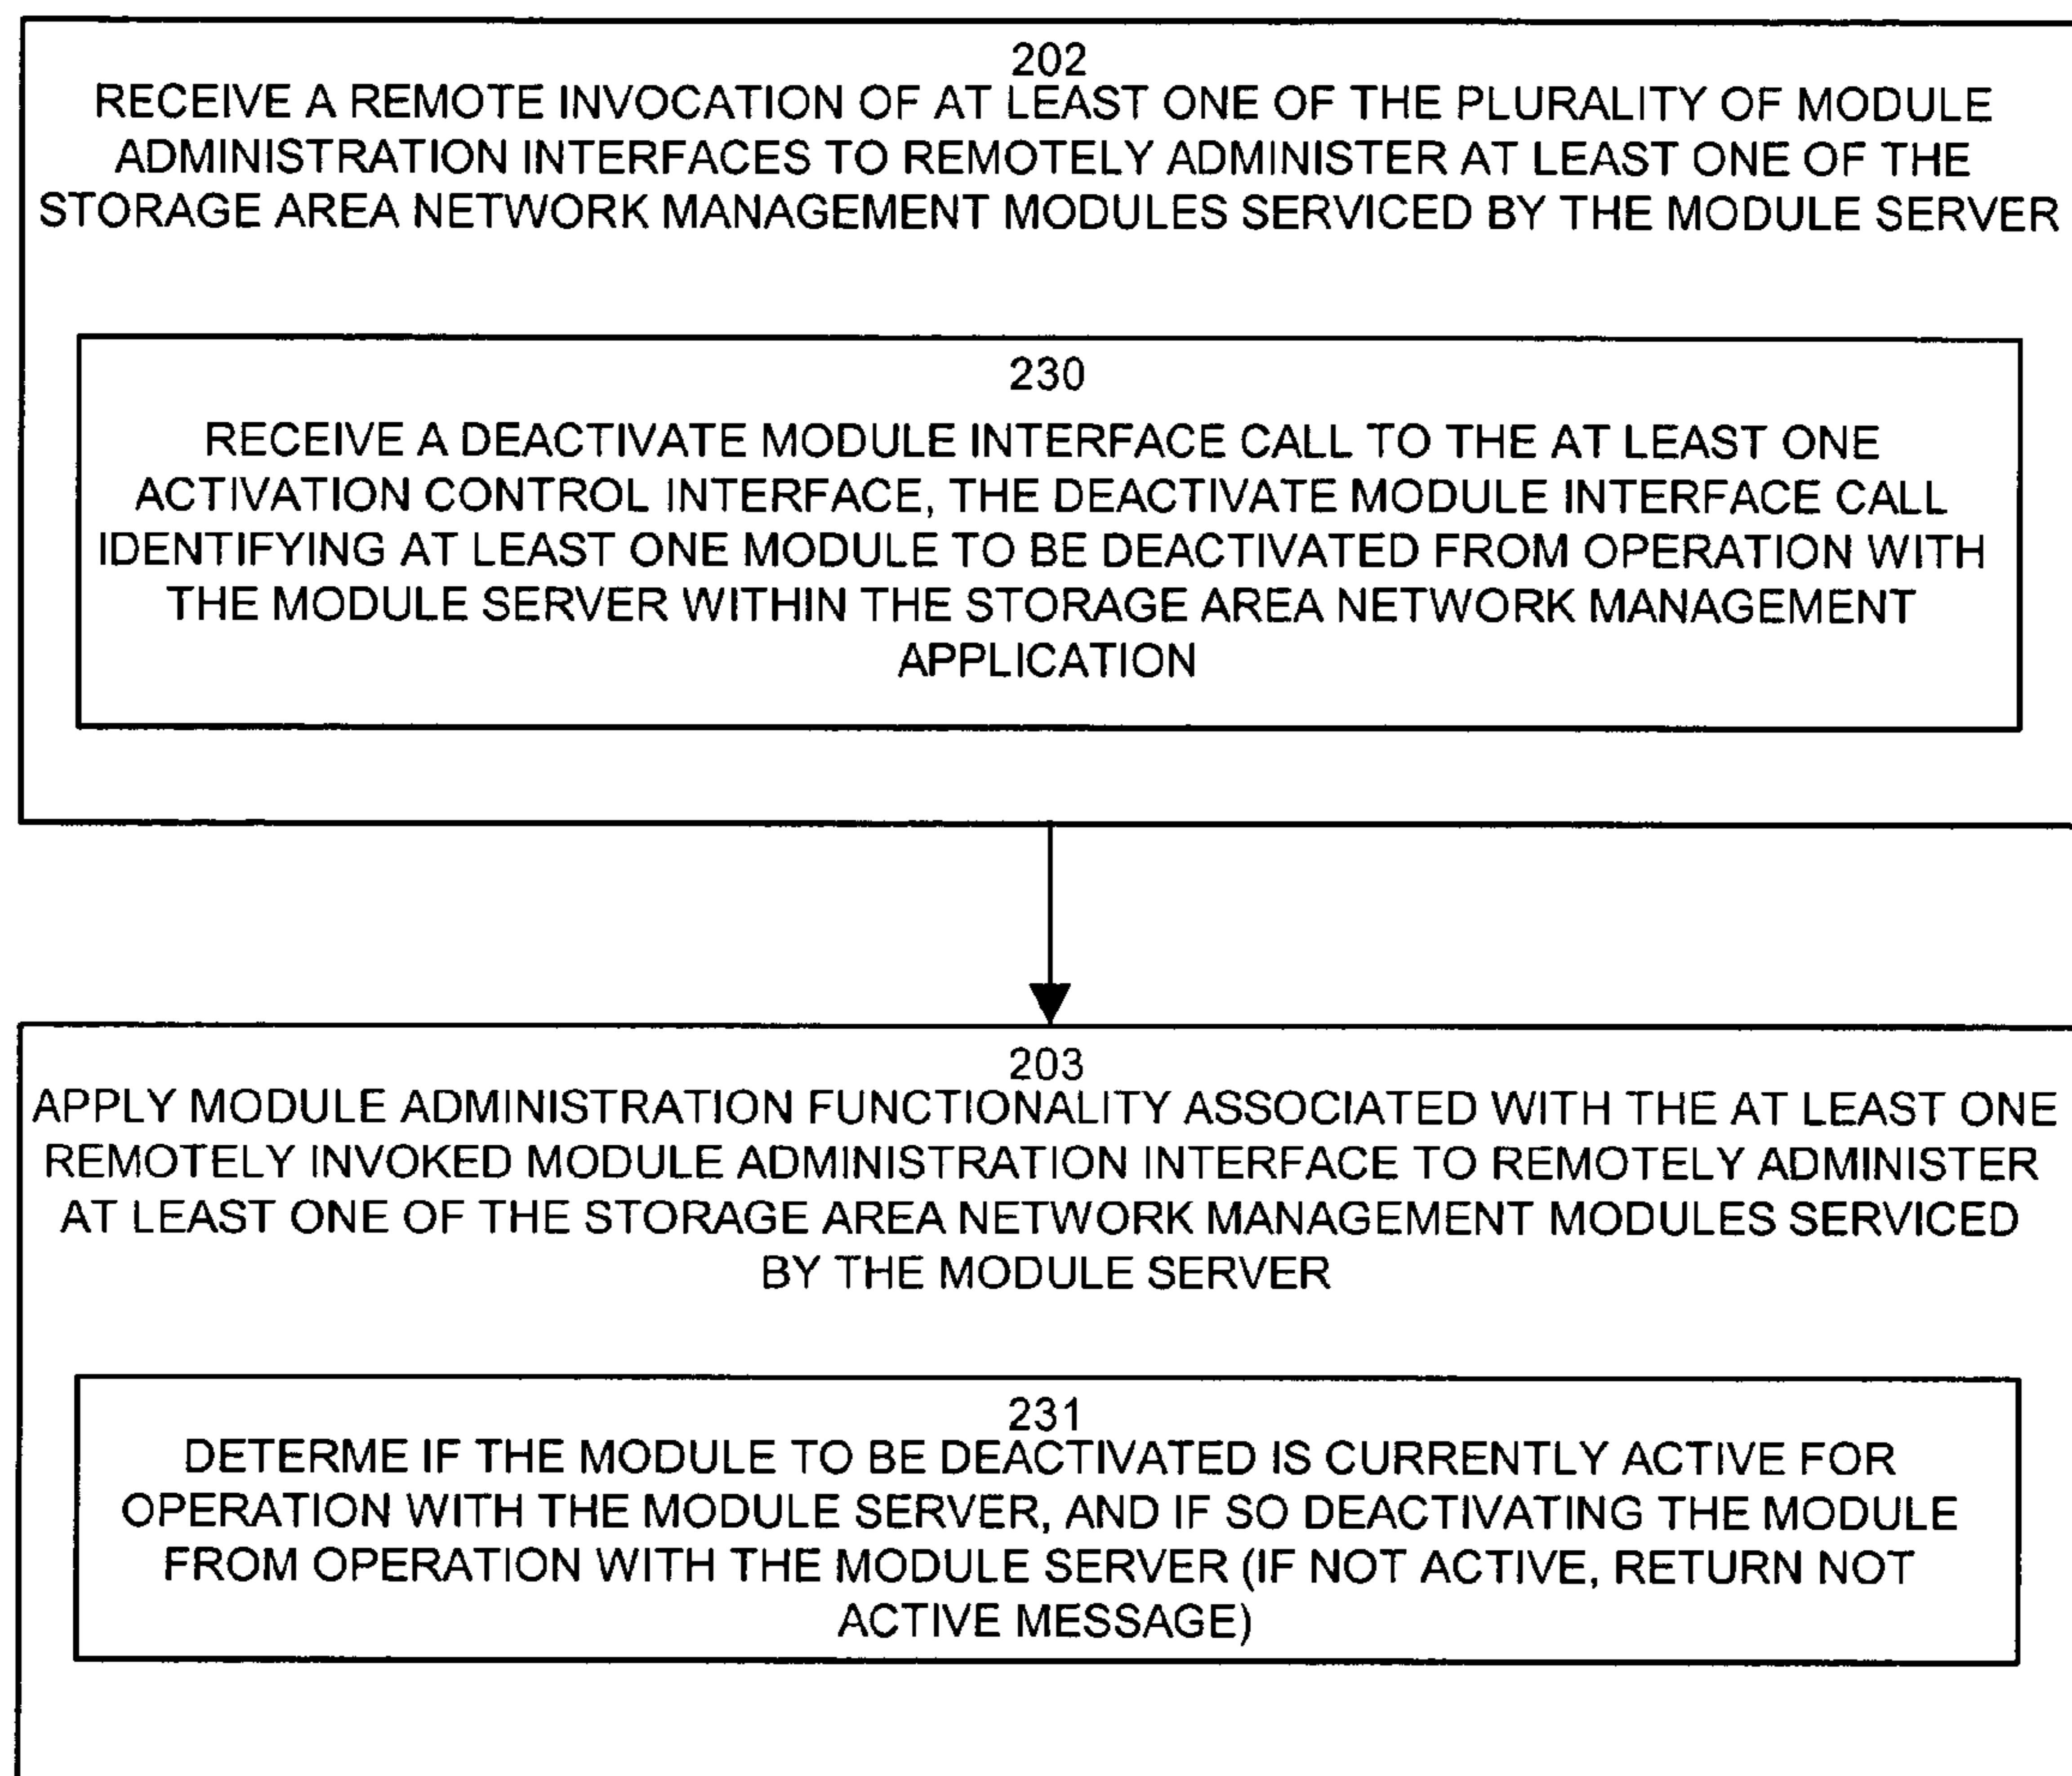 202
RECEIVE A REMOTE INVOCATION OF AT LEAST ONE OF THE PLURALITY OF MODULE
ADMINISTRATION INTERFACES TO REMOTELY ADMINISTER AT LEAST ONE OF THE
STORAGE AREA NETWORK MANAGEMENT MODULES SERVICED BY THE MODULE SERVER
230
RECEIVE A DEACTIVATE MODULE INTERFACE CALL TO THE AT LEAST ONE
ACTIVATION CONTROL INTERFACE, THE DEACTIVATE MODULE INTERFACE CALL
IDENTIFYING AT LEAST ONE MODULE TO BE DEACTIVATED FROM OPERATION WITH
THE MODULE SERVER WITHIN THE STORAGE AREA NETWORK MANAGEMENT
APPLICATION
203
APPLY MODULE ADMINISTRATION FUNCTIONALITY ASSOCIATED WITH THE AT LEAST ONE
REMOTELY INVOKED MODULE ADMINISTRATION INTERFACE TO REMOTELY ADMINISTER
AT LEAST ONE OF THE STORAGE AREA NETWORK MANAGEMENT MODULES SERVICED
BY THE MODULE SERVER
231
DETERME IF THE MODULE TO BE DEACTIVATED IS CURRENTLY ACTIVE FOR
OPERATION WITH THE MODULE SERVER, AND IF SO DEACTIVATING THE MODULE
FROM OPERATION WITH THE MODULE SERVER (IF NOT ACTIVE, RETURN NOT
ACTIVE MESSAGE)